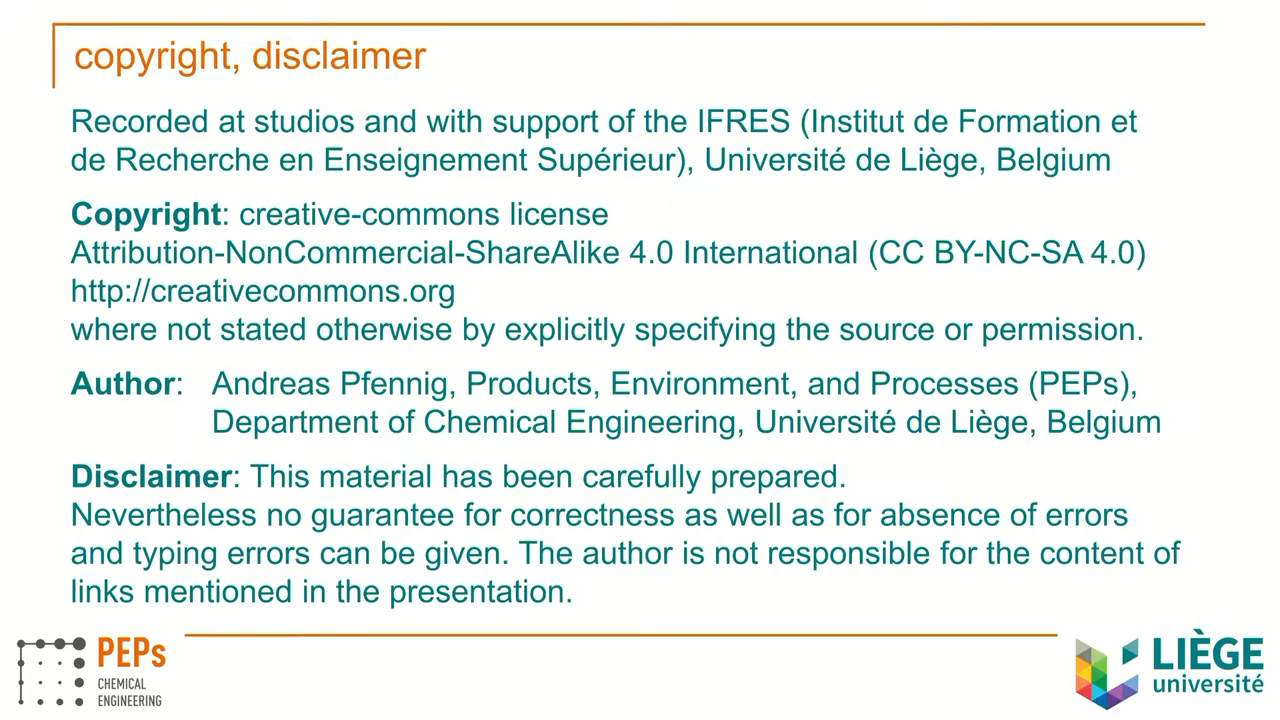 copyright, disclaimer
Recorded at studios and with support of the IFRES (Institut de Formation et
de Recherche en Enseignement Supérieur), Université de Liège, Belgium
Copyright: creative-commons license
Attribution-NonCommercial-ShareAlike 4.0 International (CC BY-NC-SA 4.0)
http://creativecommons.org
where not stated otherwise by explicitly specifying the source or permission.
Author: Andreas Pfennig, Products, Environment, and Processes (PEPs),
Department of Chemical Engineering, Université de Liège, Belgium
Disclaimer: This material has been carefully prepared.
Nevertheless no guarantee for correctness as well as for absence of errors
and typing errors can be given. The author is not responsible for the content of
links mentioned in the presentation.
PEPs
CHEMICAL
ENGINEERING
LIÈGE
université